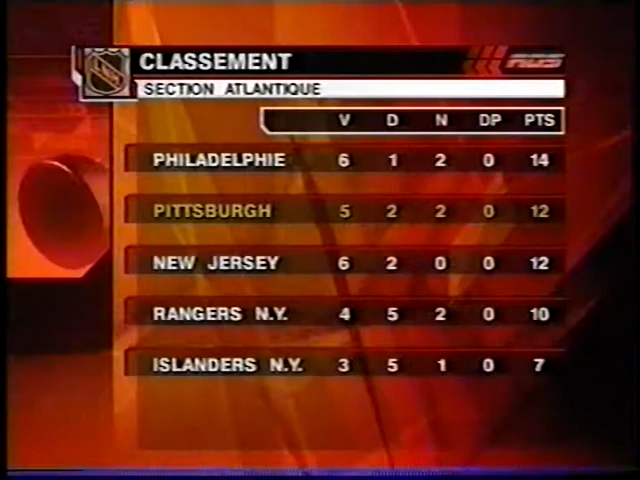 CLASSEMENT RDS
SECTION ATLANTIQUE
V D N DP PTS
PHILADELPHIE 6 1 2 0 14
PITTSBURGH 5 2 2 0 12
NEW JERSEY 6 2 0 0 12
RANGERS N.Y. 4 5 2 0 10
ISLANDERS N.Y. 3 5 1 0 7